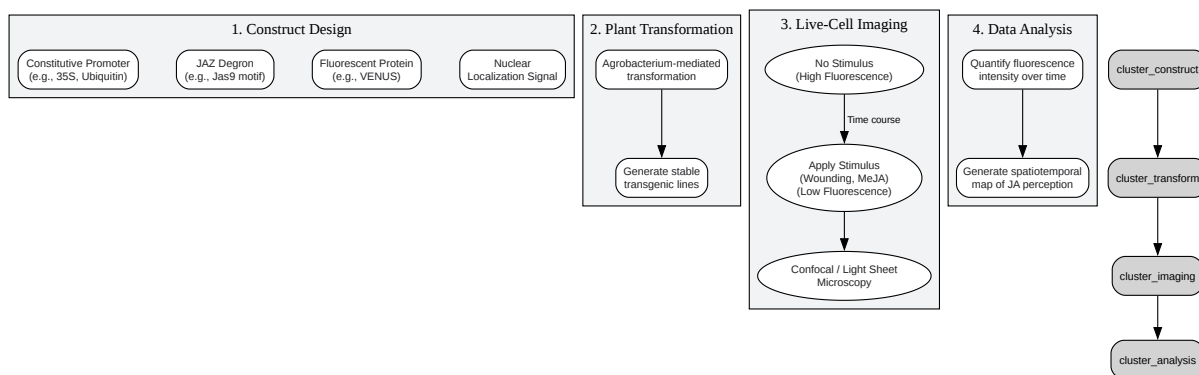 1. Construct Design
Constitutive Promoter
(e.g., 35S, Ubiquitin)
JAZ Degron
(e.g., Jas9 motif)
Fluorescent Protein
(e.g., VENUS)
Nuclear
Localization Signal
2. Plant Transformation
Agrobacterium-mediated
transformation
Generate stable
transgenic lines
3. Live-Cell Imaging
No Stimulus
(High Fluorescence)
Time course
Apply Stimulus
(Wounding, MeJA)
(Low Fluorescence)
Confocal / Light Sheet
Microscopy
4. Data Analysis
Quantify fluorescence
intensity over time
Generate spatiotemporal
map of JA perception
cluster_construct
cluster_transform
cluster_imaging
cluster_analysis